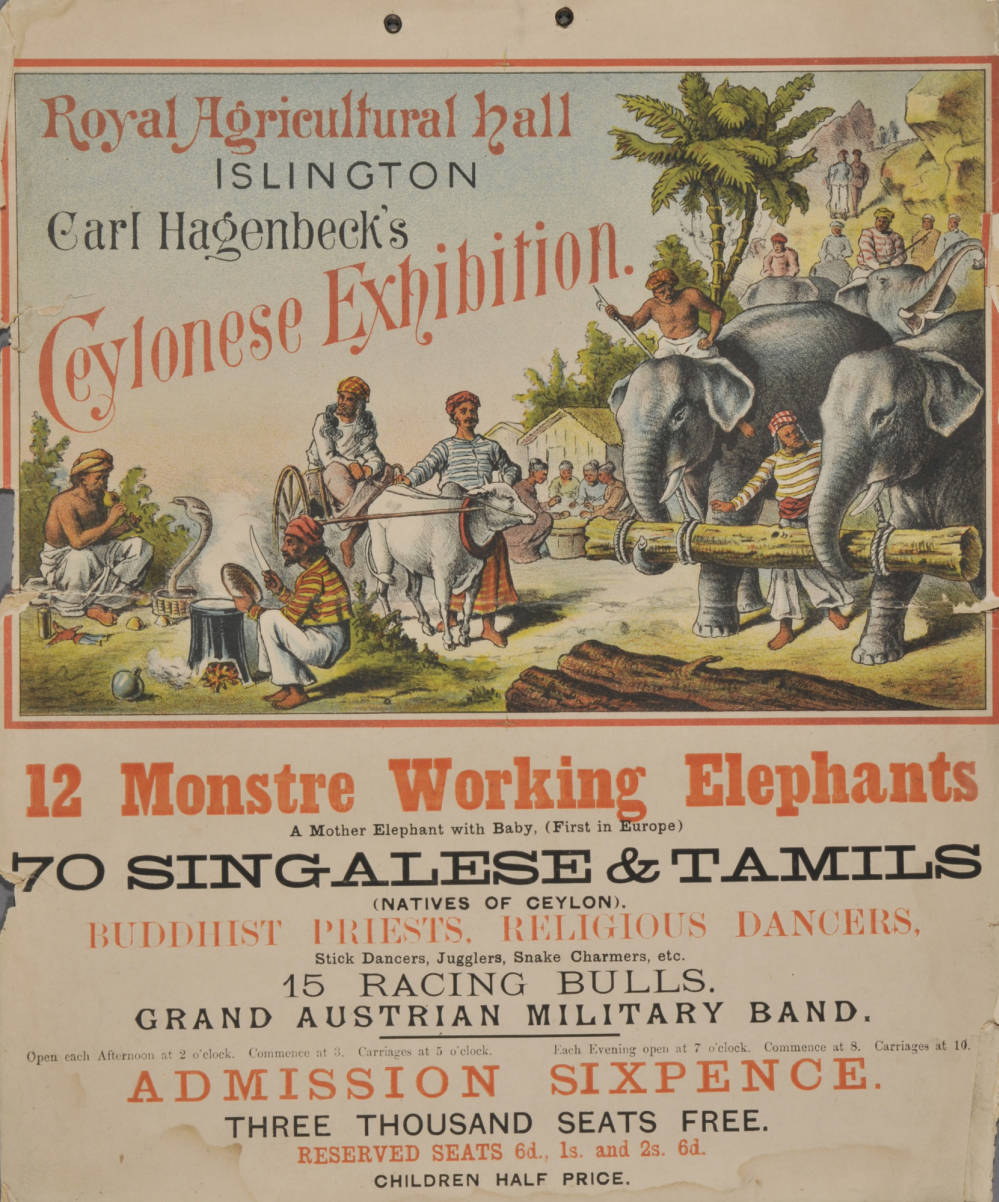 Royal Agricultural Hall
ISLINGTON
Carl Hagenbeck's
Ceylonese Exhibition.
12 Monstre Working Elephants
A Mother Elephant with Baby, (First in Europe)
70 SINGALESE & TAMILS
(NATIVES OF CEYLON).
BUDDHIST PRIESTS, RELIGIOUS DANCERS,
Stick Dancers, Jugglers, Snake Charmers, etc.
15 RACING BULLS.
GRAND AUSTRIAN MILITARY BAND.
Open each Afternoon at 2 o'clock. Commence at 3. Carriages at 5 o'clock. Each Evening open at 7 o'clock. Commence at 8. Carriages at 10.
ADMISSION SIXPENCE.
THREE THOUSAND SEATS FREE.
RESERVED SEATS 6d., 1s. and 2s. 6d.
CHILDREN HALF PRICE.